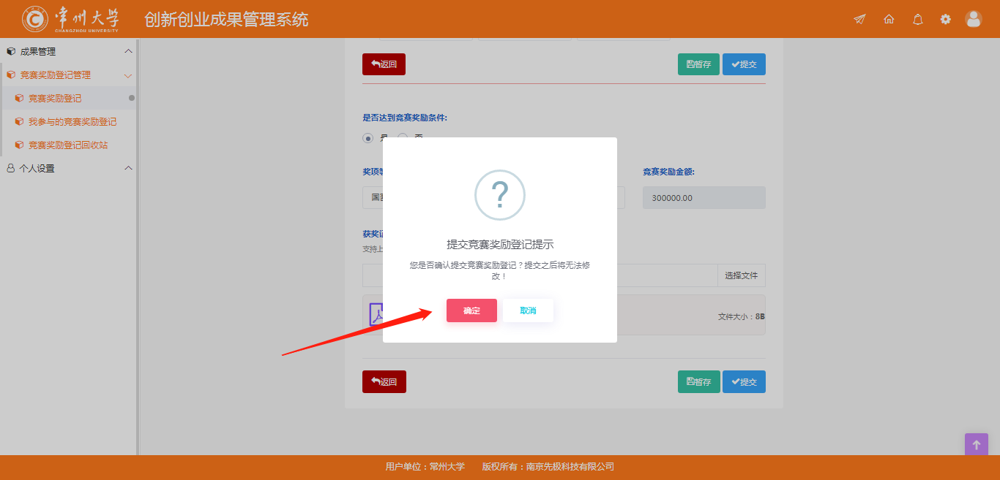 常州大学
CHANGZHOU UNIVERSITY
创新创业成果管理系统
成果管理
竞赛奖励登记管理
竞赛奖励登记
我参与的竞赛奖励登记
竞赛奖励登记回收站
个人设置
返回
暂存
提交
是否达到竞赛奖励条件:
是 否
奖项等
竞赛奖励金额:
国
300000.00
获奖
支持上
选择文件
文件大小：8B
?
提交竞赛奖励登记提示
您是否确认提交竞赛奖励登记？提交之后将无法修
改！
确定
取消
返回
暂存
提交
用户单位：常州大学 版权所有：南京先极科技有限公司